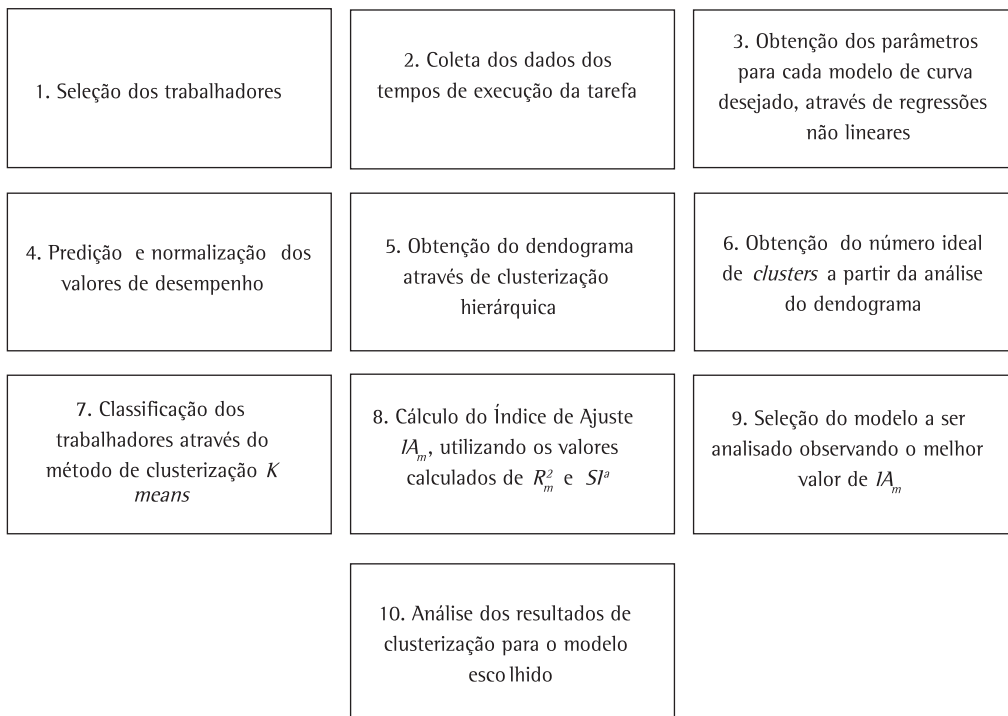 1. Seleção dos trabalhadores
2. Coleta dos dados dos
tempos de execução da tarefa
3. Obtenção dos parâmetros
para cada modelo de curva
desejado, através de regressões
não lineares
4. Predição e normalização dos
valores de desempenho
5. Obtenção do dendograma
através de clusterização
hierárquica
6. Obtenção do número ideal
de clusters a partir da análise
do dendograma
7. Classificação dos
trabalhadores através do
método de clusterização K
means
8. Cálculo do Índice de Ajuste
IA_m, utilizando os valores
calculados de R²_m e SIᵃ
9. Seleção do modelo a ser
analisado observando o melhor
valor de IA_m
10. Análise dos resultados de
clusterização para o modelo
esco lhido